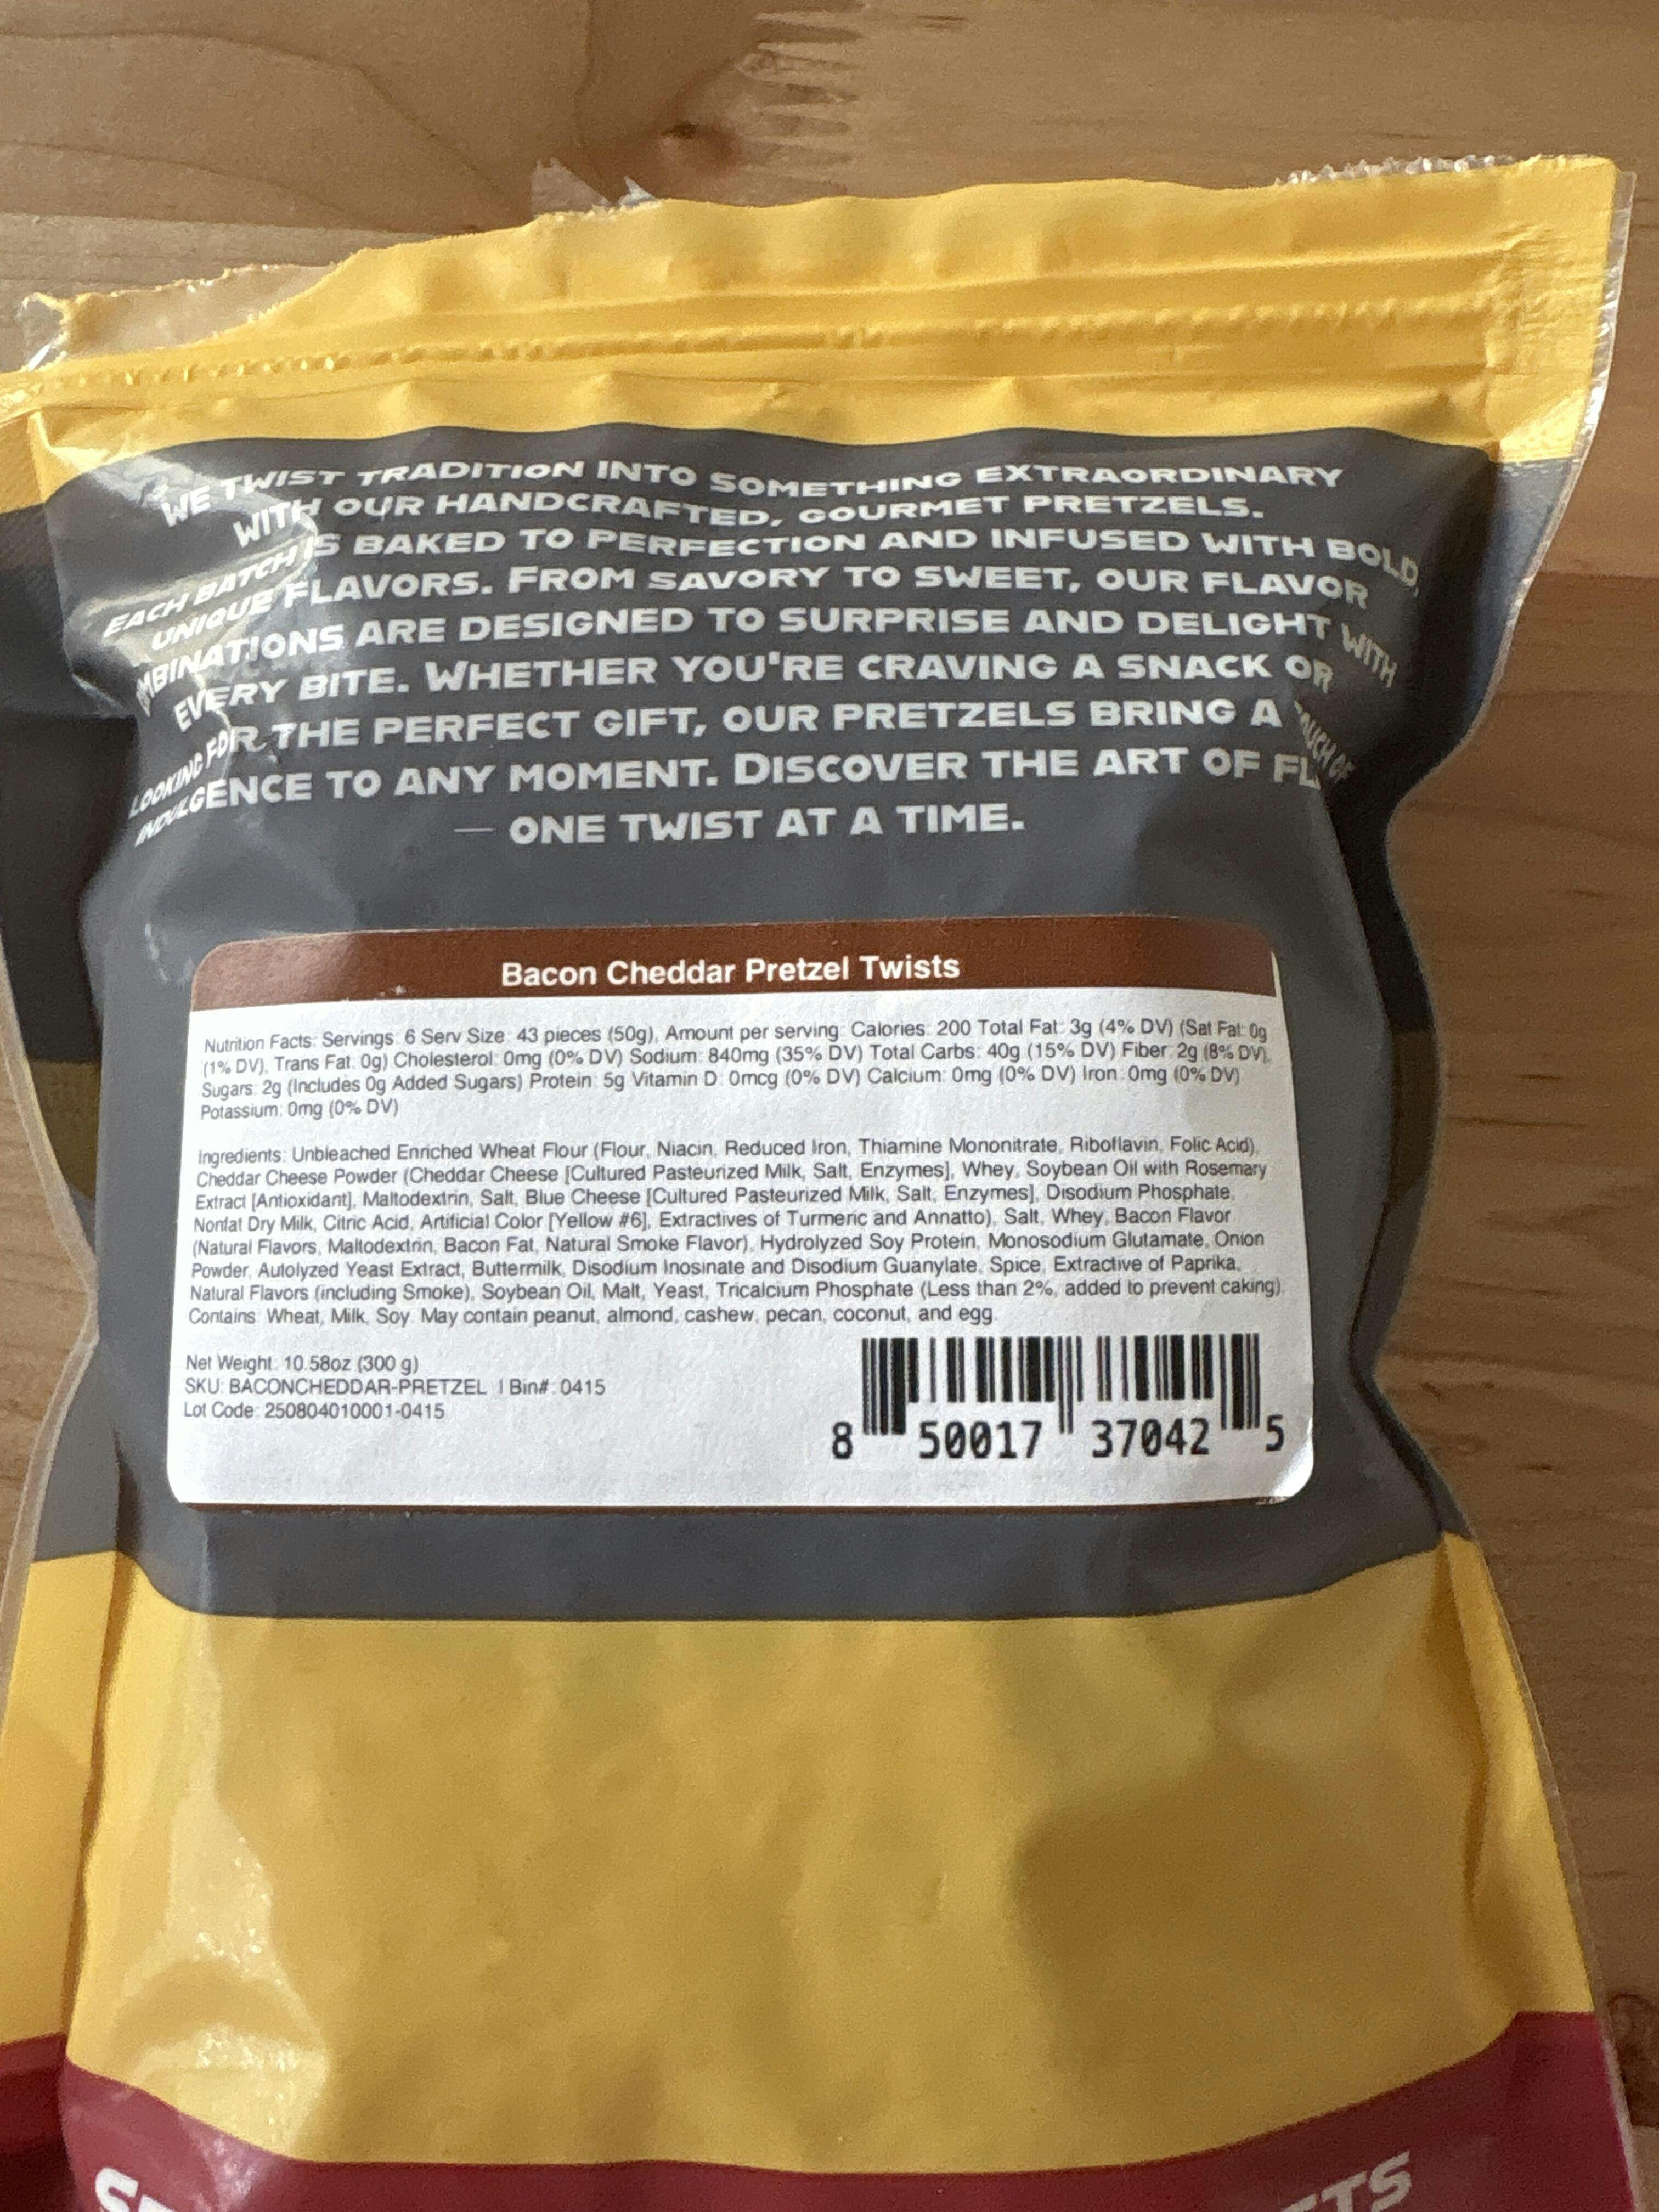 WE TWIST TRADITION INTO SOMETHING EXTRAORDINARY
WITH OUR HANDCRAFTED, GOURMET PRETZELS.
EACH BATCH IS BAKED TO PERFECTION AND INFUSED WITH BOLD,
UNIQUE FLAVORS. FROM SAVORY TO SWEET, OUR FLAVOR
MBINATIONS ARE DESIGNED TO SURPRISE AND DELIGHT WITH
EVERY BITE. WHETHER YOU'RE CRAVING A SNACK OR
LOOKING FOR THE PERFECT GIFT, OUR PRETZELS BRING A TOUCH OF
INDULGENCE TO ANY MOMENT. DISCOVER THE ART OF FL
— ONE TWIST AT A TIME.
Bacon Cheddar Pretzel Twists
Nutrition Facts: Servings: 6 Serv Size: 43 pieces (50g), Amount per serving: Calories: 200 Total Fat: 3g (4% DV) (Sat Fat: 0g
(1% DV), Trans Fat: 0g) Cholesterol: 0mg (0% DV) Sodium: 840mg (35% DV) Total Carbs: 40g (15% DV) Fiber: 2g (8% DV),
Sugars: 2g (Includes 0g Added Sugars) Protein: 5g Vitamin D: 0mcg (0% DV) Calcium: 0mg (0% DV) Iron: 0mg (0% DV)
Potassium: 0mg (0% DV)
Ingredients: Unbleached Enriched Wheat Flour (Flour, Niacin, Reduced Iron, Thiamine Mononitrate, Riboflavin, Folic Acid),
Cheddar Cheese Powder (Cheddar Cheese [Cultured Pasteurized Milk, Salt, Enzymes], Whey, Soybean Oil with Rosemary
Extract [Antioxidant], Maltodextrin, Salt, Blue Cheese [Cultured Pasteurized Milk, Salt, Enzymes], Disodium Phosphate,
Nonfat Dry Milk, Citric Acid, Artificial Color [Yellow #6], Extractives of Turmeric and Annatto), Salt, Whey, Bacon Flavor
(Natural Flavors, Maltodextrin, Bacon Fat, Natural Smoke Flavor), Hydrolyzed Soy Protein, Monosodium Glutamate, Onion
Powder, Autolyzed Yeast Extract, Buttermilk, Disodium Inosinate and Disodium Guanylate, Spice, Extractive of Paprika,
Natural Flavors (including Smoke), Soybean Oil, Malt, Yeast, Tricalcium Phosphate (Less than 2%, added to prevent caking).
Contains: Wheat, Milk, Soy. May contain peanut, almond, cashew, pecan, coconut, and egg.
Net Weight: 10.58oz (300 g)
SKU: BACONCHEDDAR-PRETZEL | Bin#: 0415
Lot Code: 250804010001-0415
8 50017 37042 5